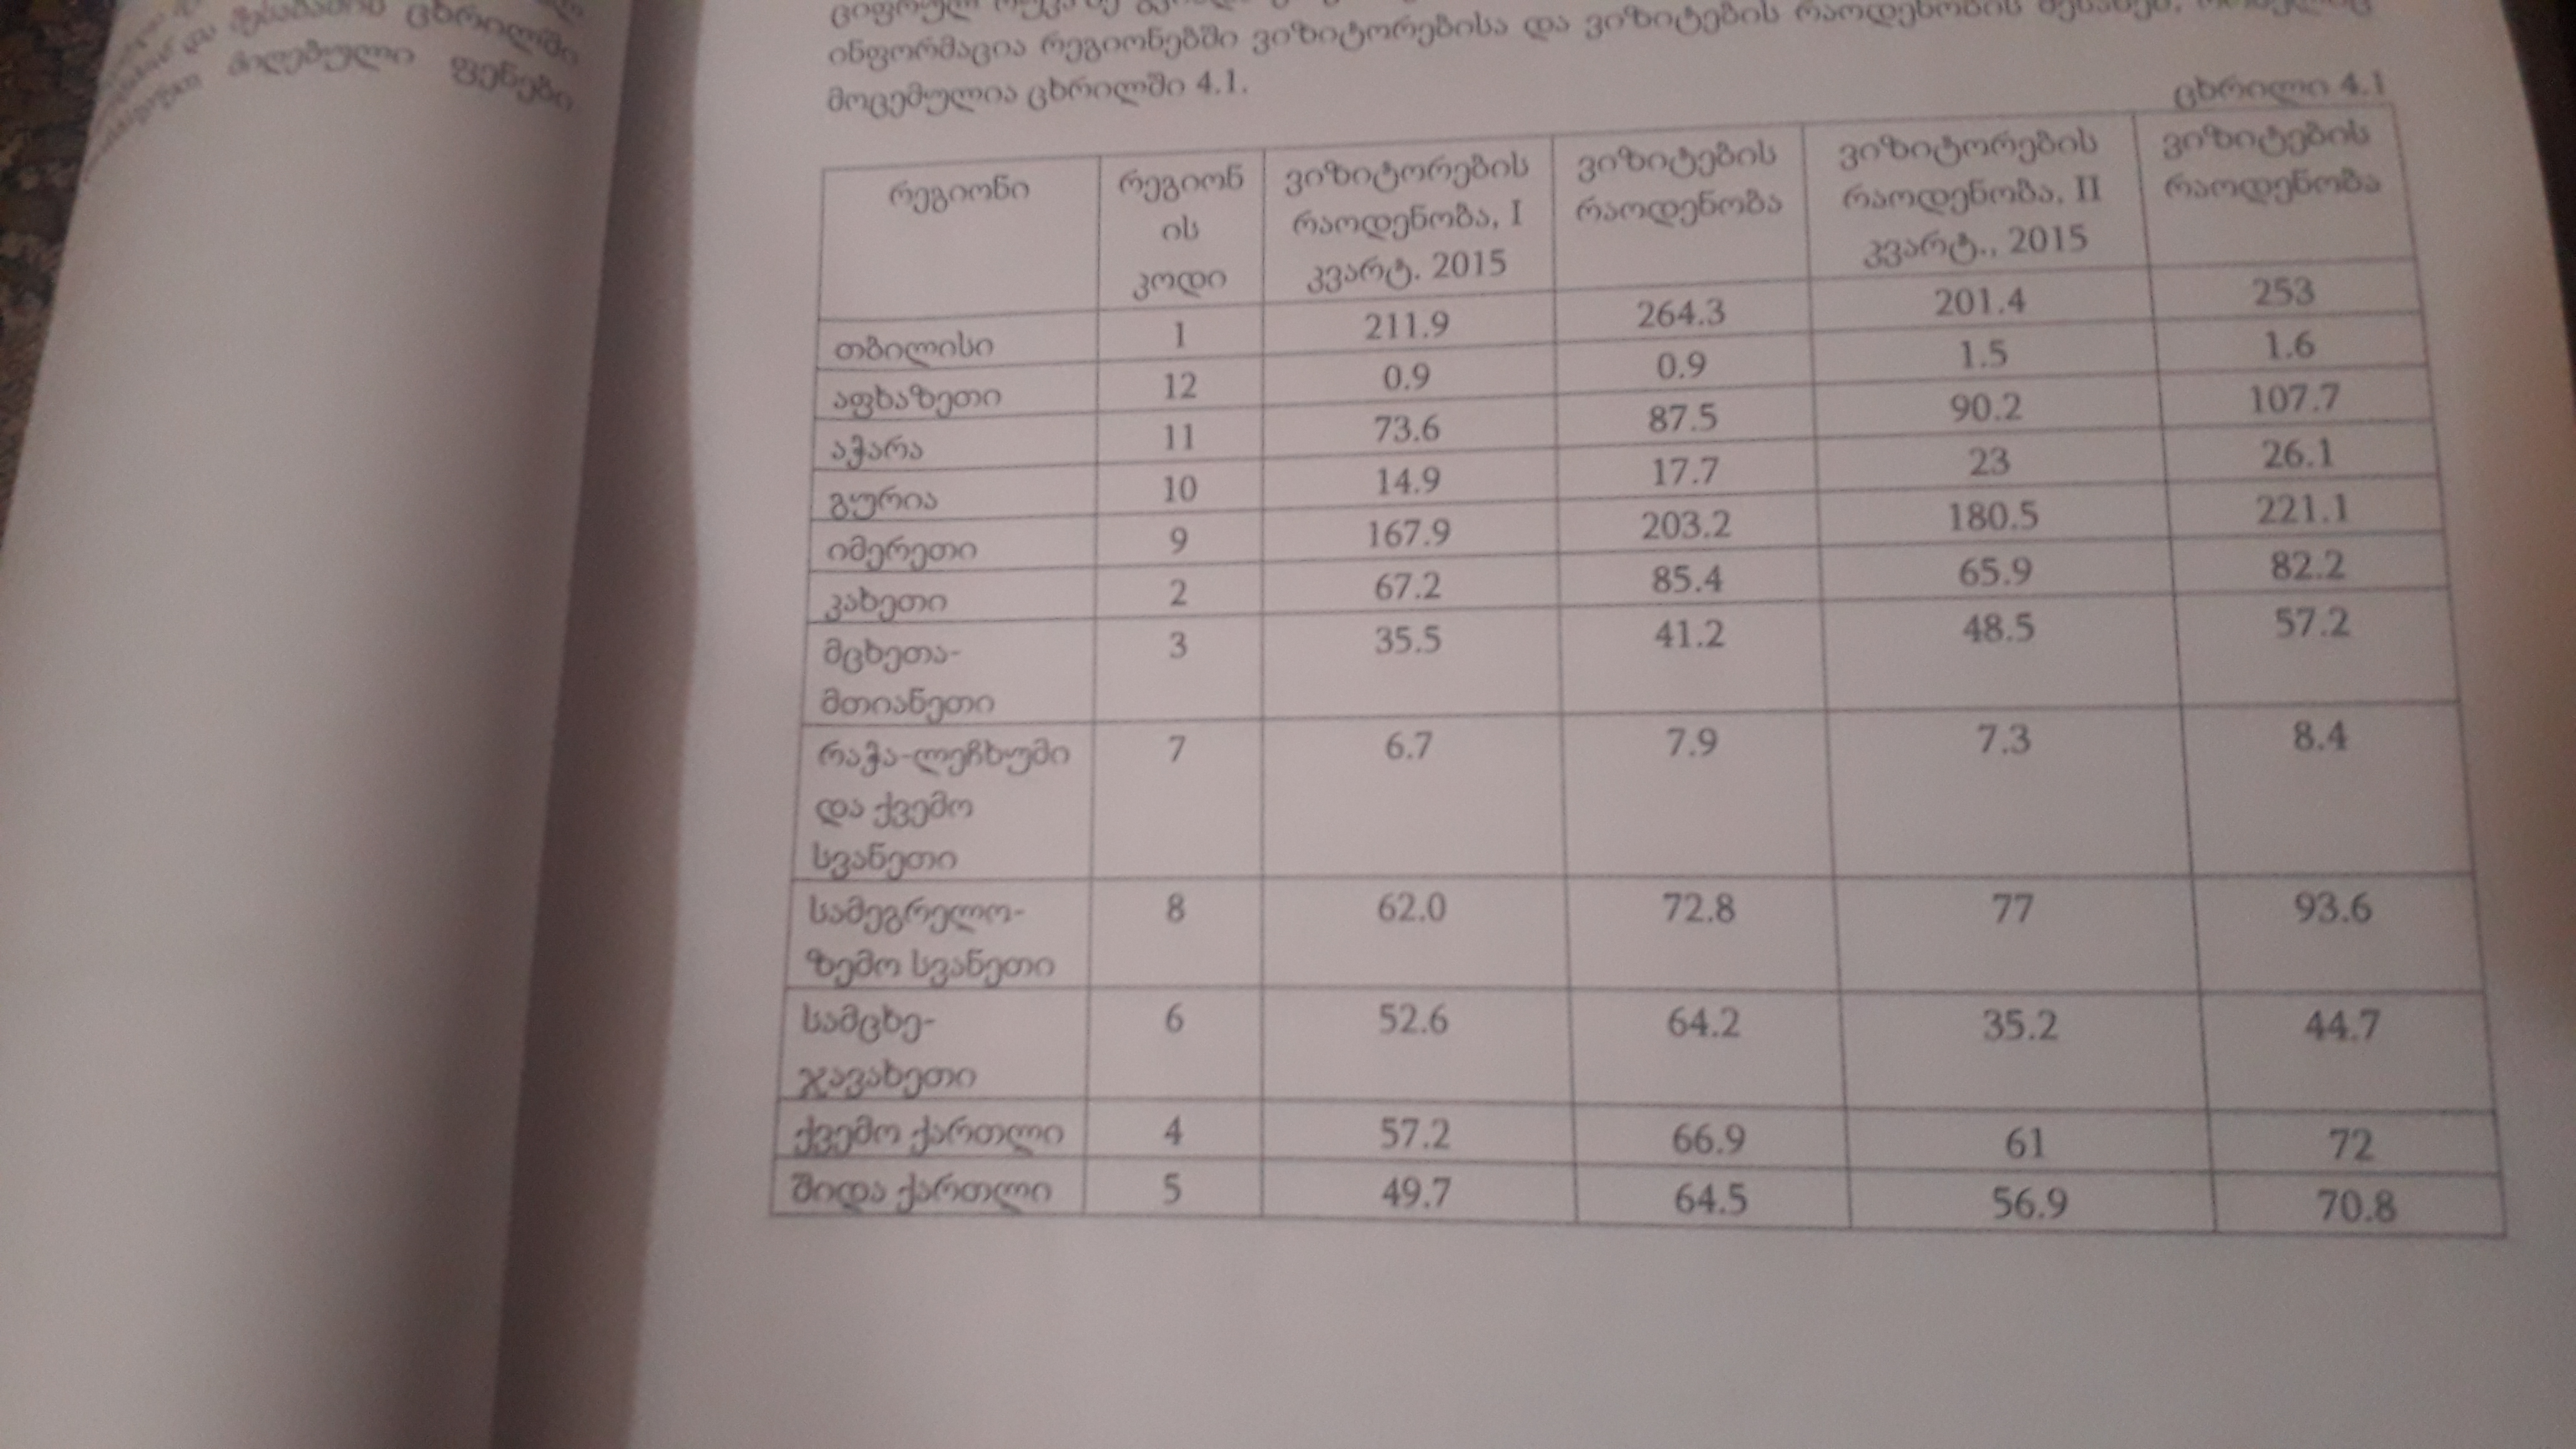 და შესაბამის ცხრილში
მიღებული ფენები
ინფორმაცია რეგიონებში ვიზიტორებისა და ვიზიტების რაოდენობის შესახებ,
მოცემულია ცხრილში 4.1.
ცხრილი 4.1
რეგიონი რეგიონ ვიზიტორების ვიზიტების ვიზიტორების ვიზიტების
ის რაოდენობა, I რაოდენობა რაოდენობა, II რაოდენობა
კოდი კვარტ. 2015 კვარტ., 2015
თბილისი 1 211.9 264.3 201.4 253
აფხაზეთი 12 0.9 0.9 1.5 1.6
აჭარა 11 73.6 87.5 90.2 107.7
გურია 10 14.9 17.7 23 26.1
იმერეთი 9 167.9 203.2 180.5 221.1
კახეთი 2 67.2 85.4 65.9 82.2
მცხეთა- 3 35.5 41.2 48.5 57.2
მთიანეთი
რაჭა-ლეჩხუმი 7 6.7 7.9 7.3 8.4
და ქვემო
სვანეთი
სამეგრელო- 8 62.0 72.8 77 93.6
ზემო სვანეთი
სამცხე- 6 52.6 64.2 35.2 44.7
ჯავახეთი
ქვემო ქართლი 4 57.2 66.9 61 72
შიდა ქართლი 5 49.7 64.5 56.9 70.8